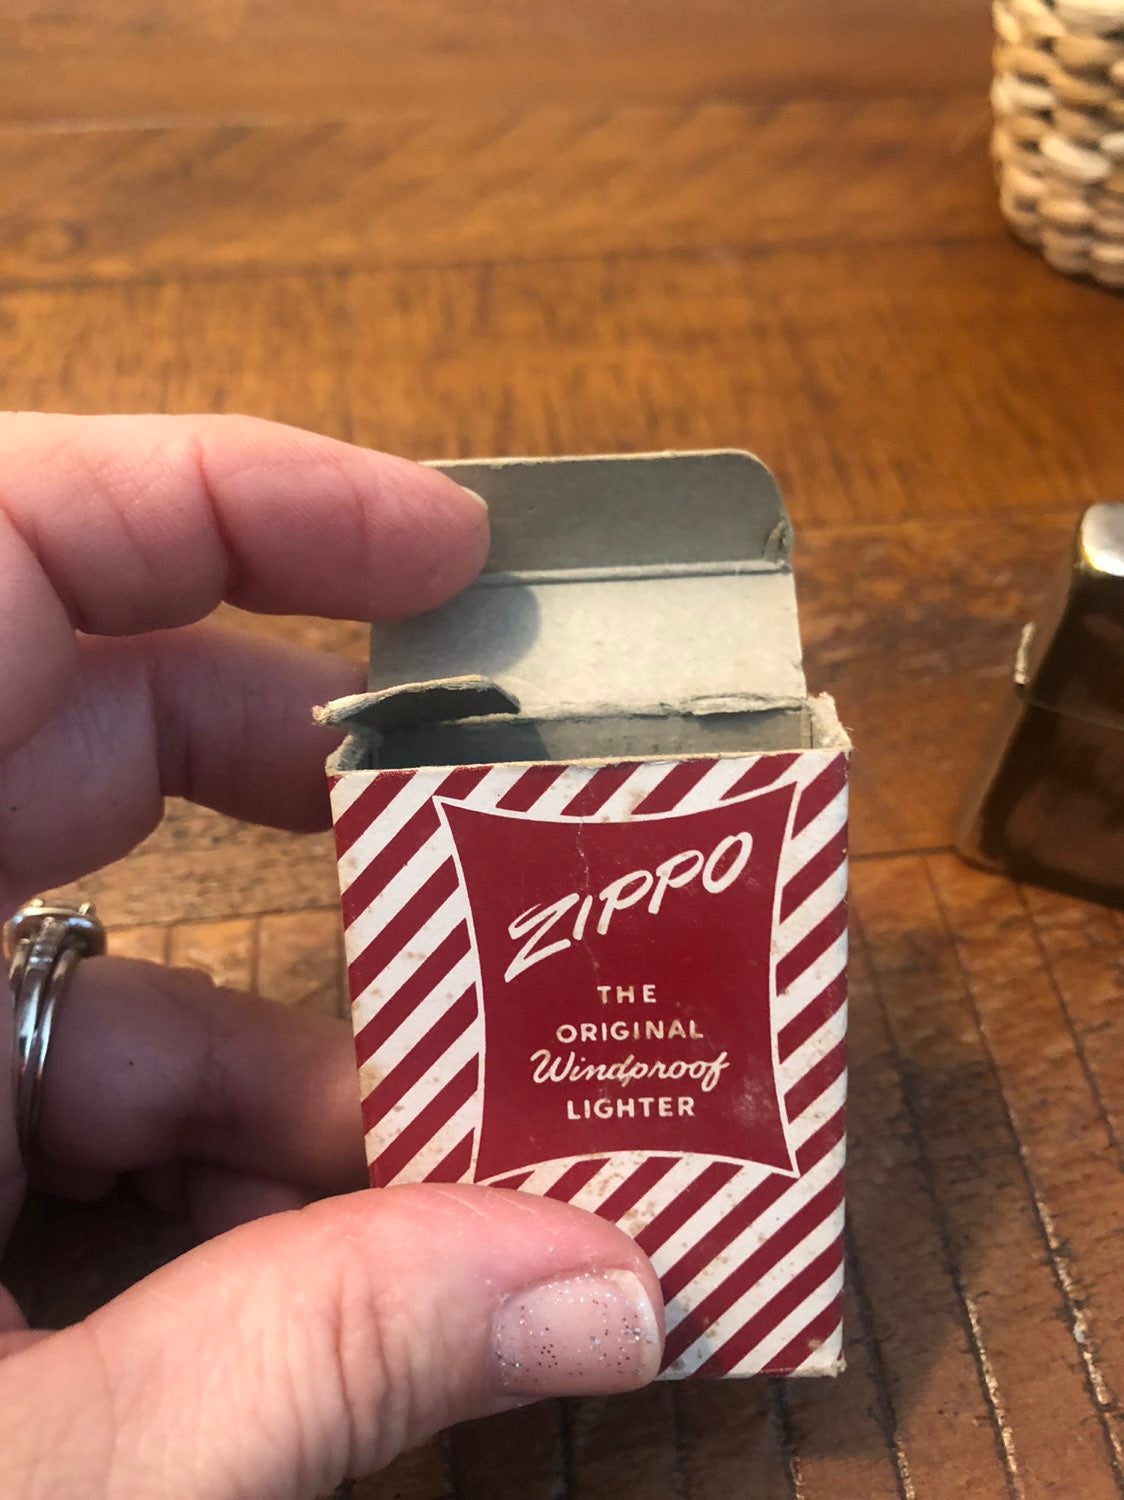 ZIPPO
THE
ORIGINAL
Windproof
LIGHTER